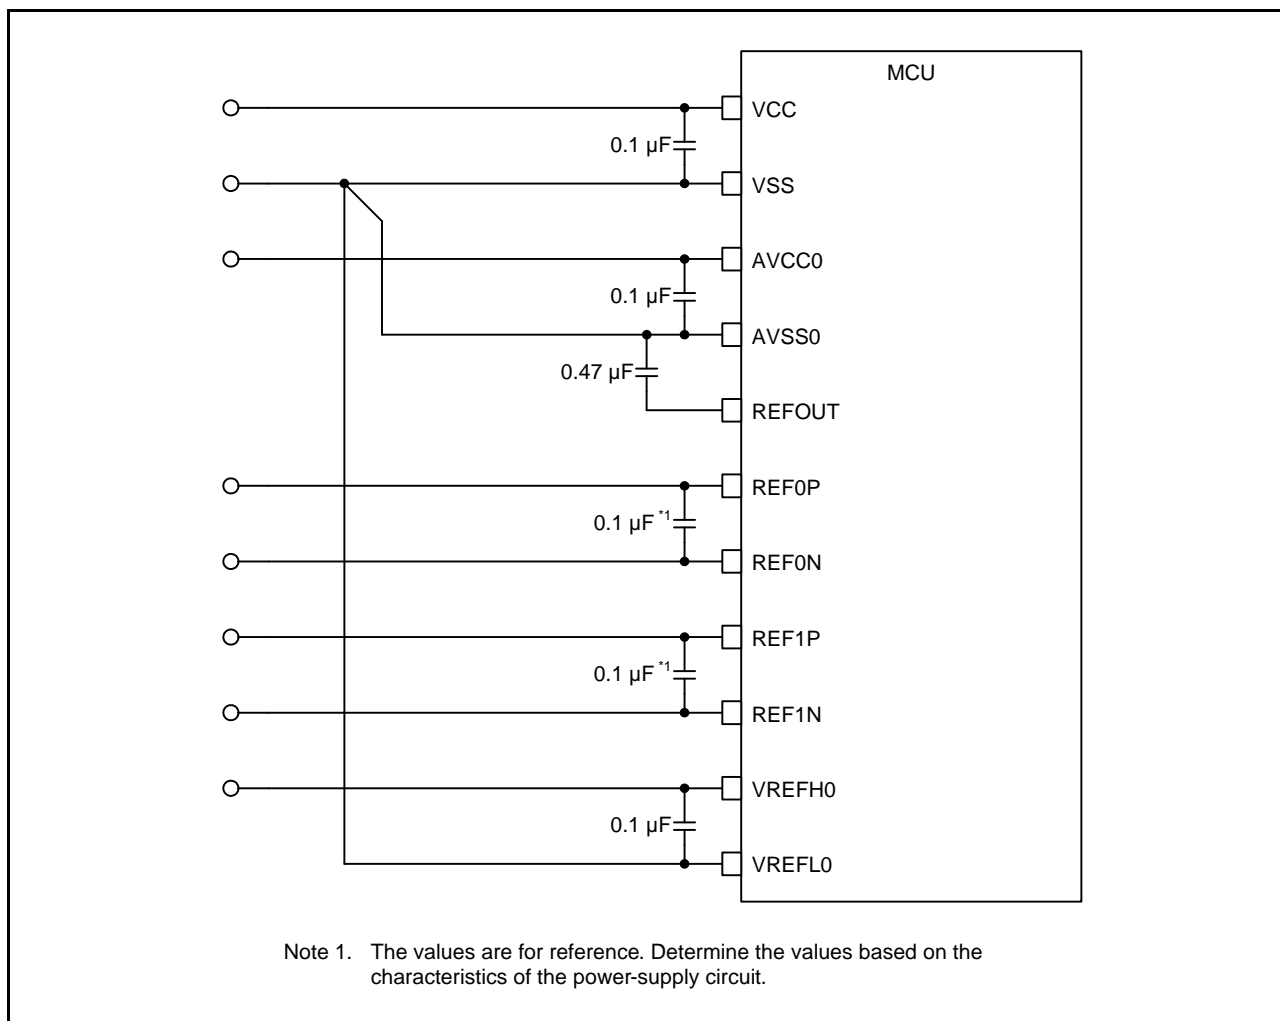 MCU
VCC
0.1 µF
VSS
AVCC0
0.1 µF
AVSS0
0.47 µF
REFOUT
REF0P
0.1 µF *1
REF0N
REF1P
0.1 µF *1
REF1N
VREFH0
0.1 µF
VREFL0
Note 1. The values are for reference. Determine the values based on the
characteristics of the power-supply circuit.